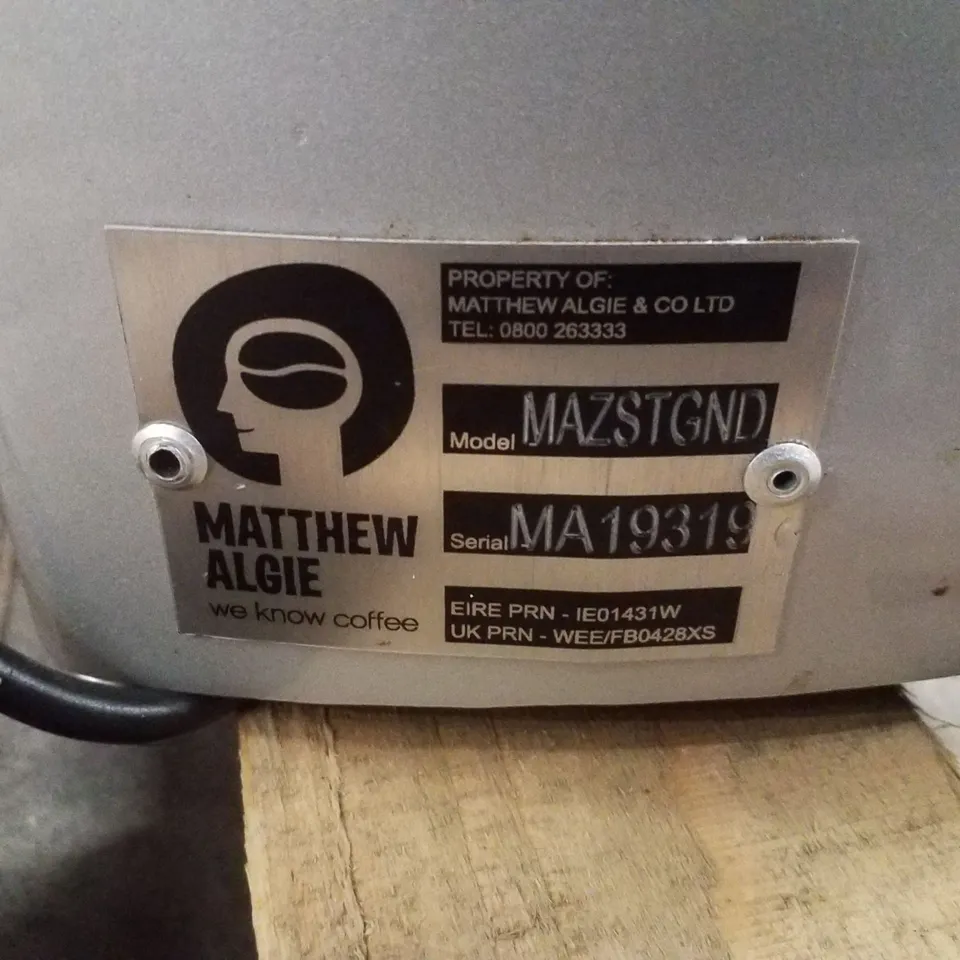 PROPERTY OF:
MATTHEW ALGIE & CO LTD
TEL: 0800 263333
Model MAZSTGND
Serial MA19319
EIRE PRN - IE01431W
UK PRN - WEE/FB0428XS
MATTHEW
ALGIE
we know coffee